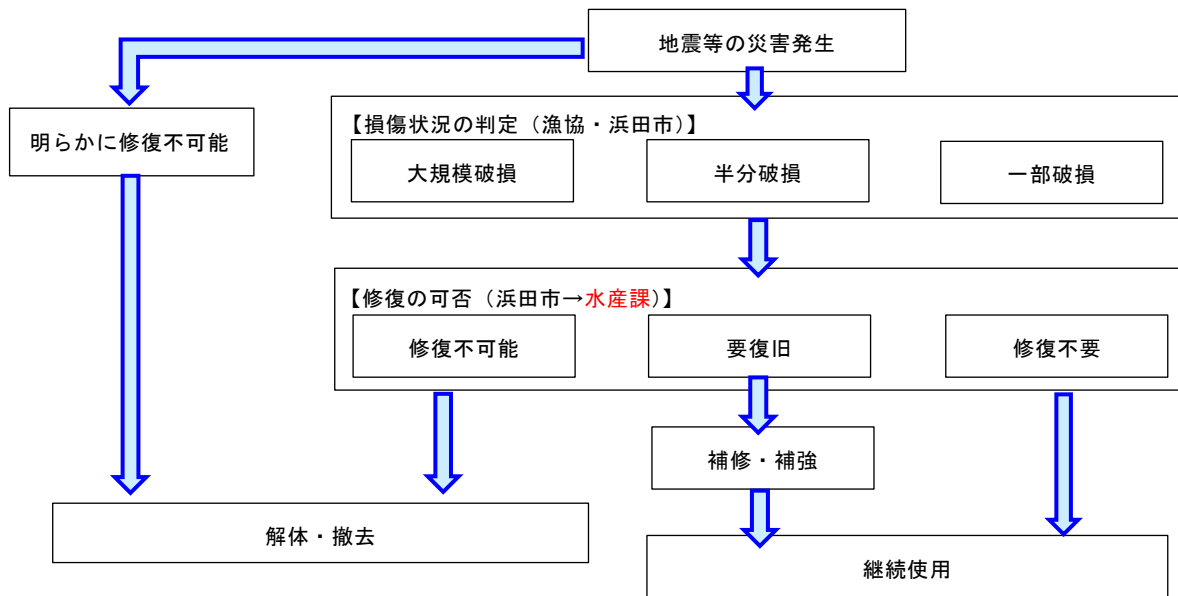 地震等の災害発生
明らかに修復不可能
【損傷状況の判定（漁協・浜田市）】
大規模破損
半分破損
一部破損
【修復の可否（浜田市→水産課）】
修復不可能
要復旧
修復不要
補修・補強
解体・撤去
継続使用